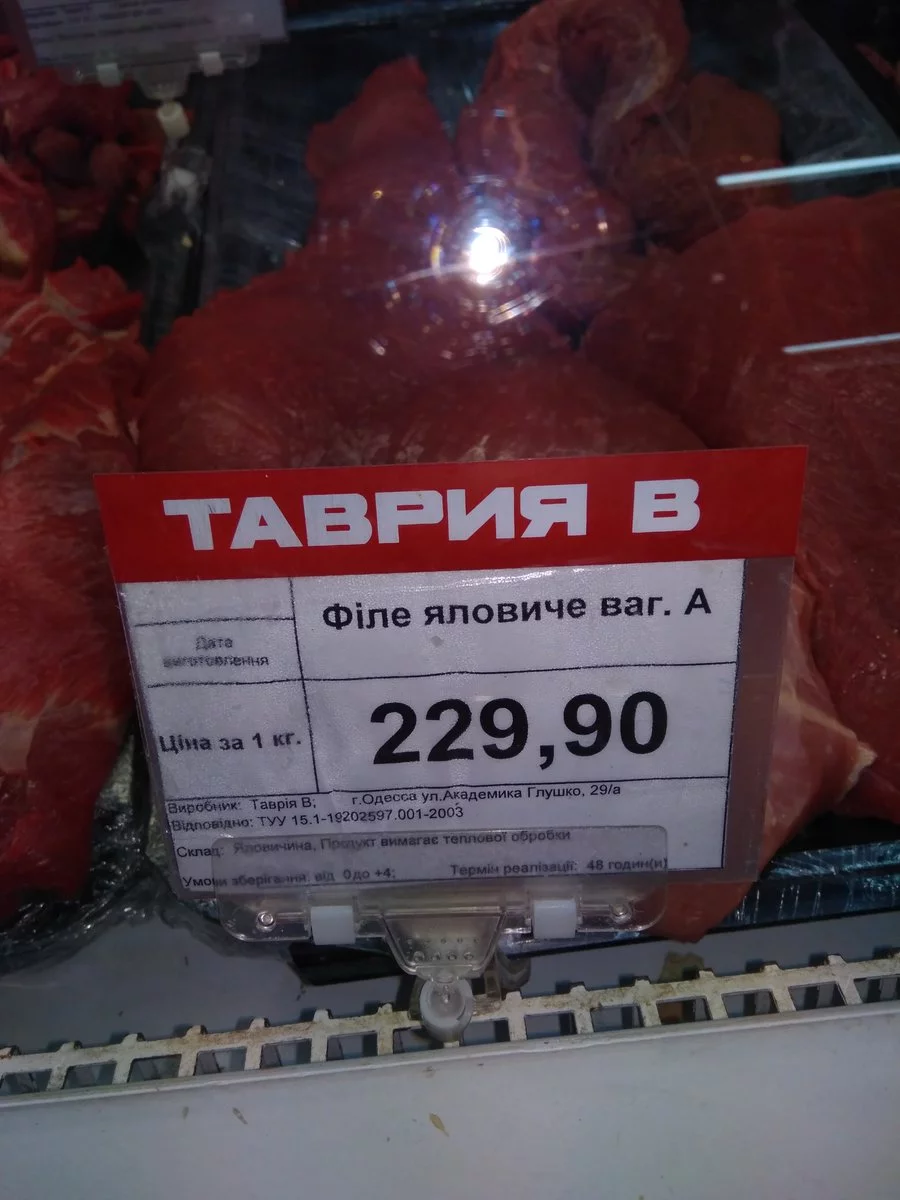 ТАВРИЯ В
Філе яловиче ваг. А
Дата
виготовлення
Ціна за 1 кг.
229,90
Виробник: Таврія В; г.Одесса ул.Академика Глушко, 29/а
Відповідно: ТУУ 15.1-19202597.001-2003
Склад: Яловичина, Продукт вимагає теплової обробки
Умови зберігання від 0до +4; Термін реалізації: 48 годин(и)